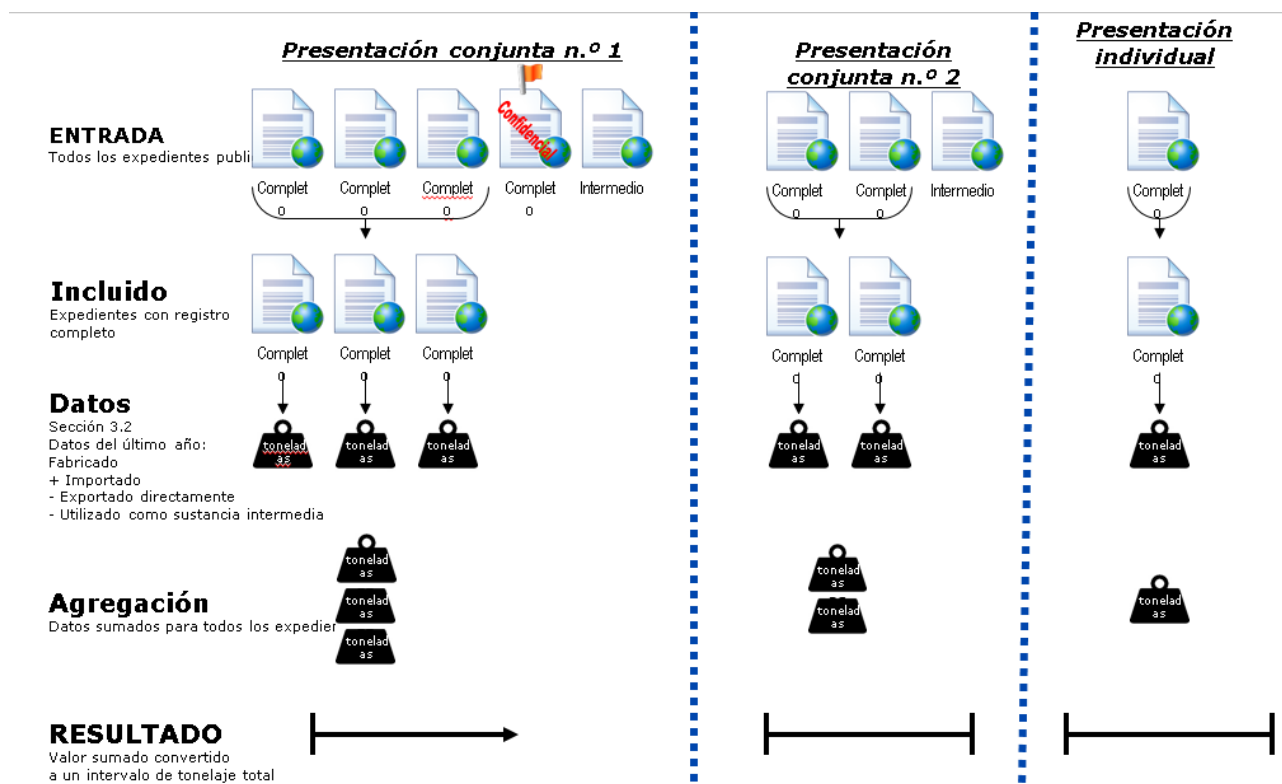 Presentación conjunta n.º 1
Presentación
conjunta n.º 2
Presentación
individual
ENTRADA
Todos los expedientes publi
Confidencial
Complet
o
Complet
o
Complet
o
Complet
o
Intermedio
Complet
o
Complet
o
Intermedio
Complet
o
Incluido
Expedientes con registro
completo
Complet
o
Complet
o
Complet
o
Complet
o
Complet
o
Complet
o
Datos
Sección 3.2
Datos del último año:
Fabricado
+ Importado
- Exportado directamente
- Utilizado como sustancia intermedia
tonelad
as
tonelad
as
tonelad
as
tonelad
as
tonelad
as
tonelad
as
Agregación
Datos sumados para todos los expedien
tonelad
as
tonelad
as
tonelad
as
tonelad
as
tonelad
as
tonelad
as
RESULTADO
Valor sumado convertido
a un intervalo de tonelaje total